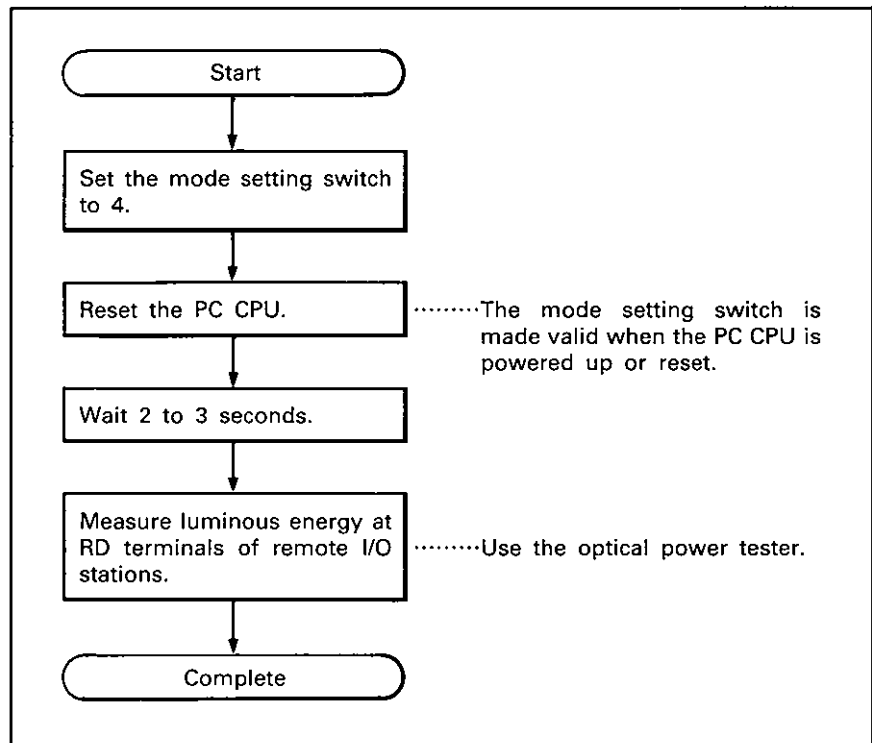 Start
Set the mode setting switch
to 4.
Reset the PC CPU.
The mode setting switch is
made valid when the PC CPU is
powered up or reset.
Wait 2 to 3 seconds.
Measure luminous energy at
RD terminals of remote I/O
stations.
Use the optical power tester.
Complete